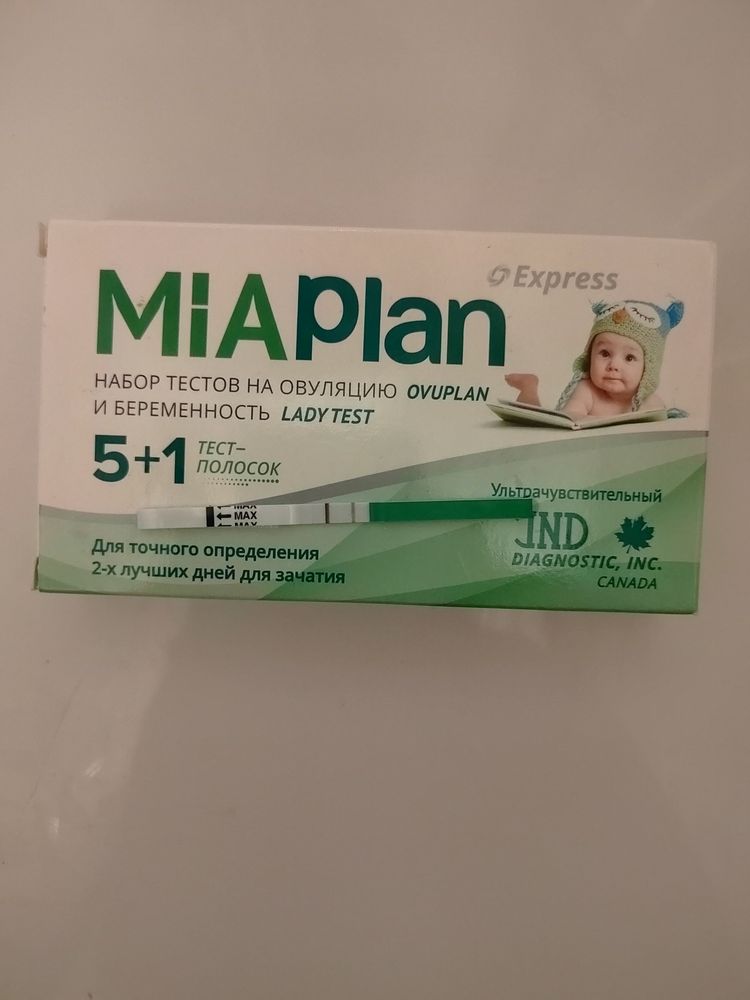 Express
MiAplan
НАБОР ТЕСТОВ НА ОВУЛЯЦИЮ OVUPLAN
И БЕРЕМЕННОСТЬ LADY TEST
5+1 ТЕСТ–
ПОЛОСОК
Ультрачувствительный
MAX
MAX
MAX
IND
DIAGNOSTIC, INC.
CANADA
Для точного определения
2-х лучших дней для зачатия